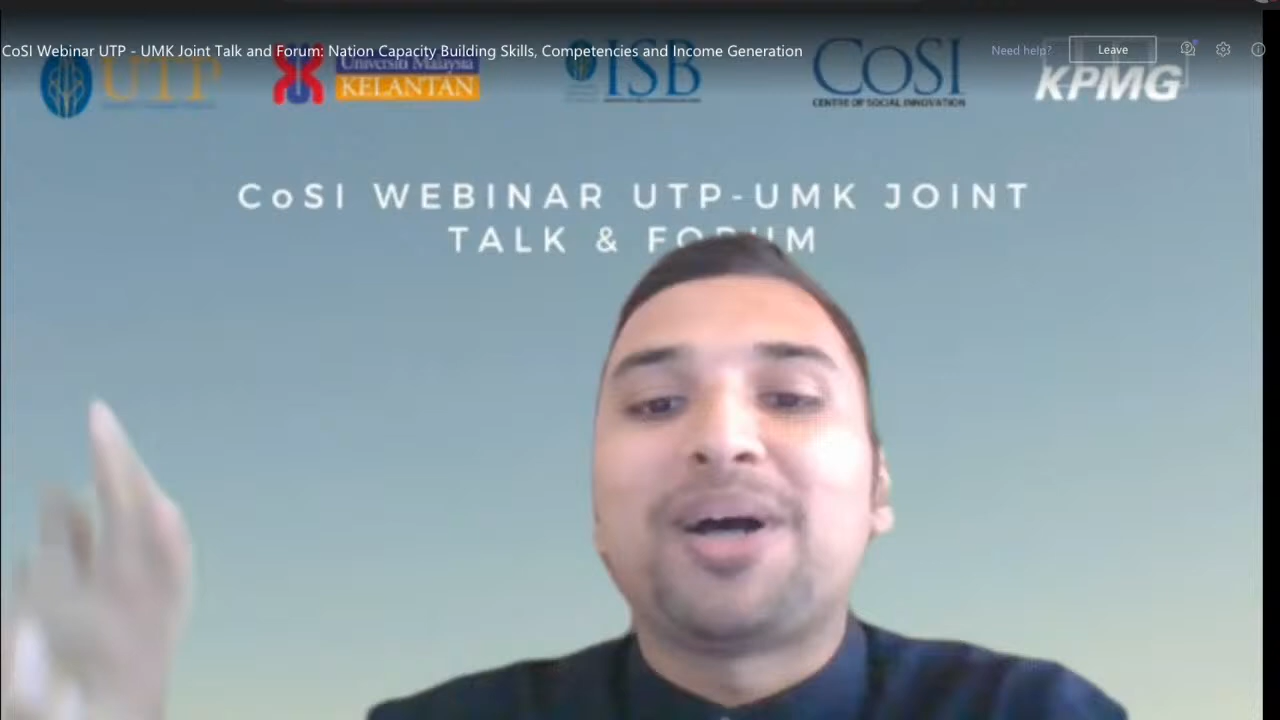 CoSI Webinar UTP - UMK Joint Talk and Forum: Nation Capacity Building Skills, Competencies and Income Generation
Need help?
Leave
UTP
Universiti Malaysia
KELANTAN
ISB
CoSI
CENTRE OF SOCIAL INNOVATION
KPMG
CoSI WEBINAR UTP-UMK JOINT
TALK & FORUM